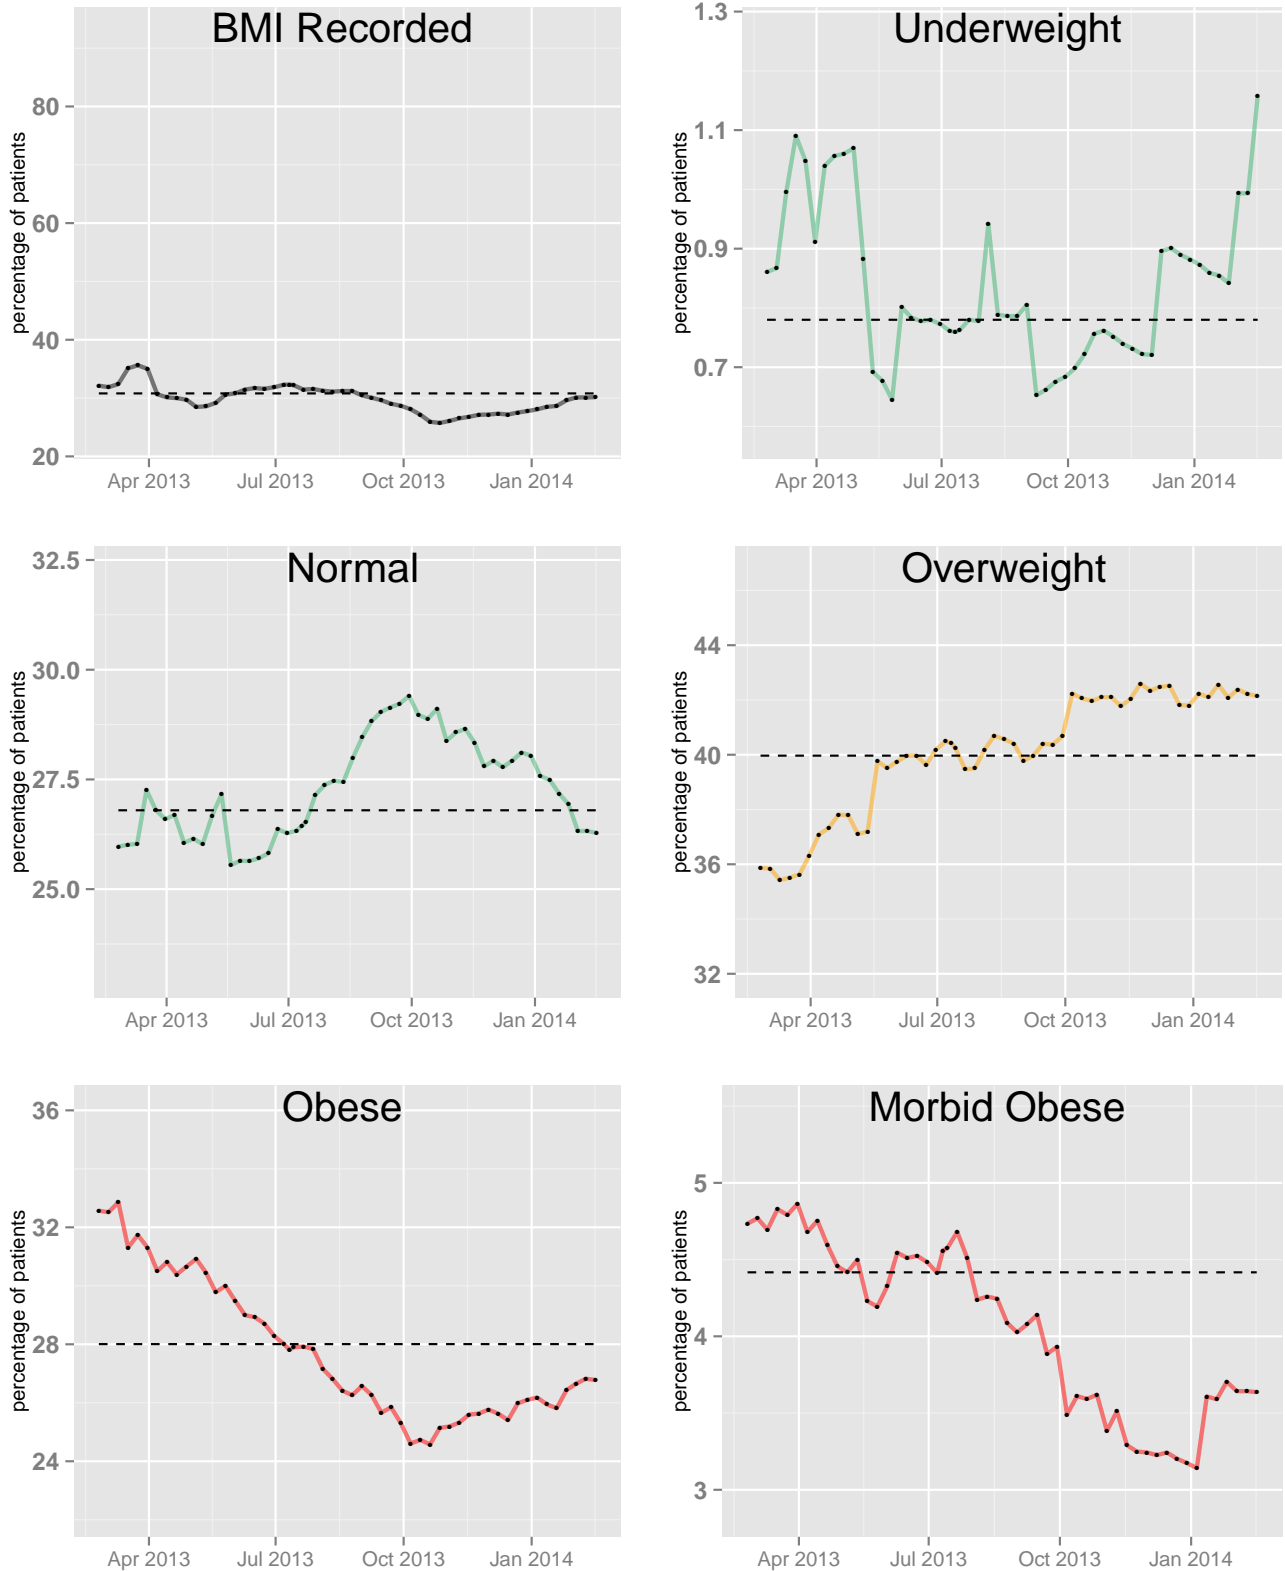 BMI Recorded
percentage of patients
80
60
40
20
Apr 2013 Jul 2013 Oct 2013 Jan 2014
Underweight
percentage of patients
1.3
1.1
0.9
0.7
Apr 2013 Jul 2013 Oct 2013 Jan 2014
Normal
percentage of patients
32.5
30.0
27.5
25.0
Apr 2013 Jul 2013 Oct 2013 Jan 2014
Overweight
percentage of patients
44
40
36
32
Apr 2013 Jul 2013 Oct 2013 Jan 2014
Obese
percentage of patients
36
32
28
24
Apr 2013 Jul 2013 Oct 2013 Jan 2014
Morbid Obese
percentage of patients
5
4
3
Apr 2013 Jul 2013 Oct 2013 Jan 2014